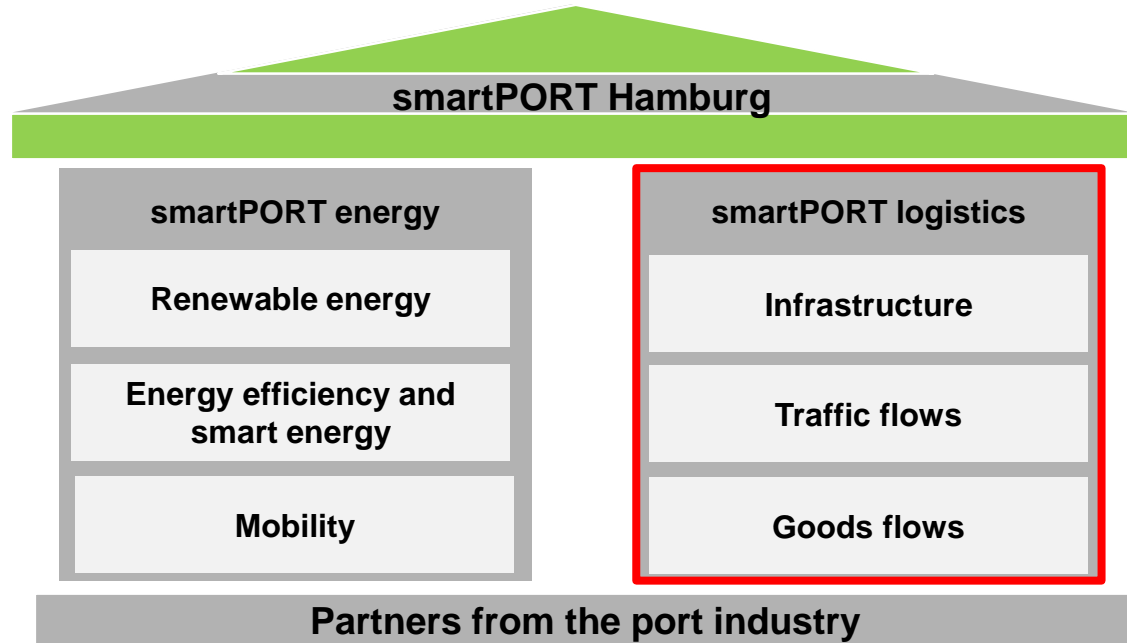 smartPORT Hamburg
smartPORT energy
Renewable energy
Energy efficiency and
smart energy
Mobility
smartPORT logistics
Infrastructure
Traffic flows
Goods flows
Partners from the port industry